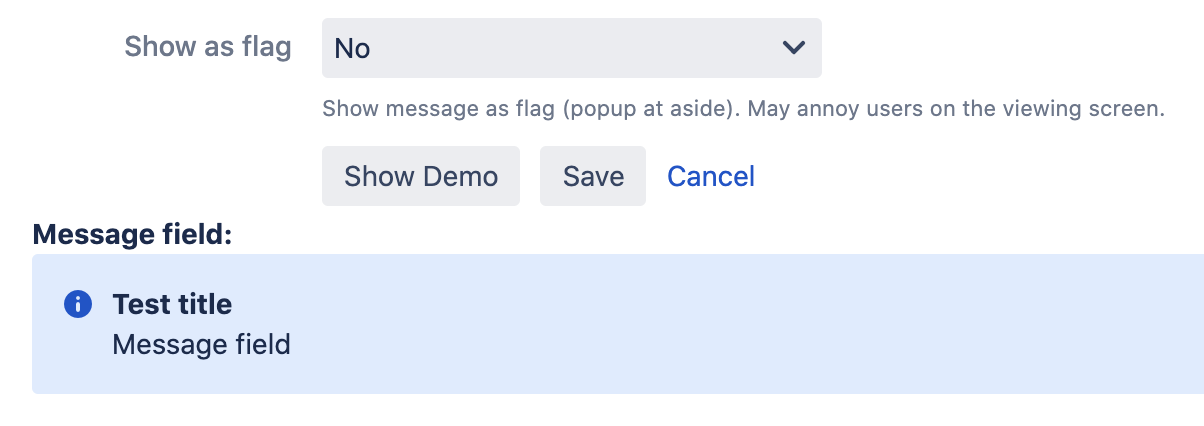 Show as flag No
Show message as flag (popup at aside). May annoy users on the viewing screen.
Show Demo Save Cancel
Message field:
Test title
Message field